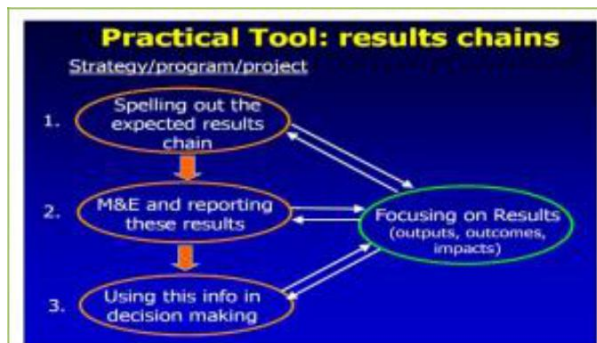 Practical Tool: results chains
Strategy/program/project
1.
Spelling out the
expected results
chain
2.
M&E and reporting
these results
Focusing on Results
(outputs, outcomes,
impacts)
3.
Using this info in
decision making